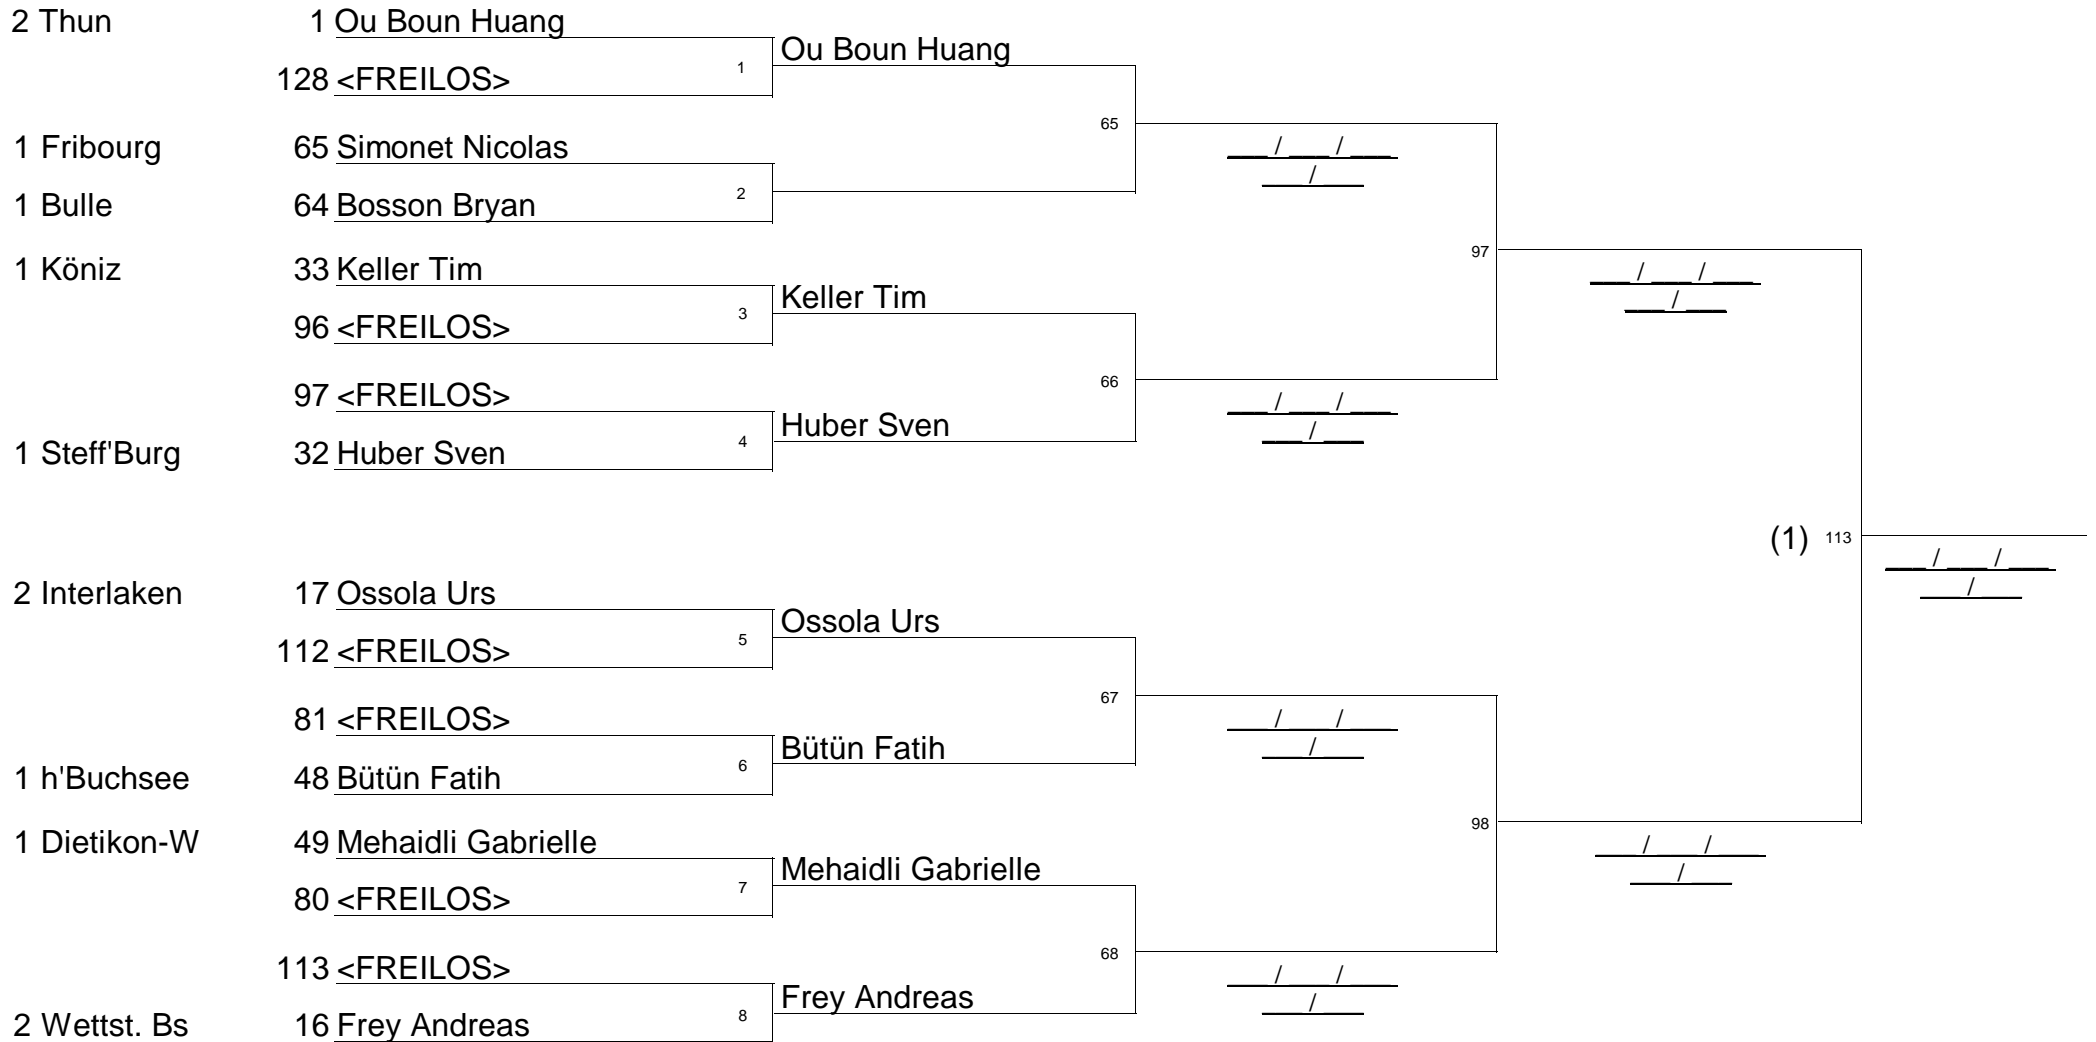 2 Thun 1 Ou Boun Huang
Ou Boun Huang
128 <FREILOS> 1
65
1 Fribourg 65 Simonet Nicolas
___ / ___ / ___
___ / ___
1 Bulle 64 Bosson Bryan 2
97
1 Köniz 33 Keller Tim
___ / ___ / ___
Keller Tim
___ / ___
96 <FREILOS> 3
66
97 <FREILOS>
___ / ___ / ___
Huber Sven
___ / ___
1 Steff'Burg 32 Huber Sven 4
(1) 113
___ / ___ / ___
___ / ___
2 Interlaken 17 Ossola Urs
Ossola Urs
112 <FREILOS> 5
67
81 <FREILOS>
___ / ___ / ___
Bütün Fatih
___ / ___
1 h'Buchsee 48 Bütün Fatih 6
98
1 Dietikon-W 49 Mehaidli Gabrielle
___ / ___ / ___
Mehaidli Gabrielle
___ / ___
80 <FREILOS> 7
68
113 <FREILOS>
___ / ___ / ___
Frey Andreas
___ / ___
2 Wettst. Bs 16 Frey Andreas 8